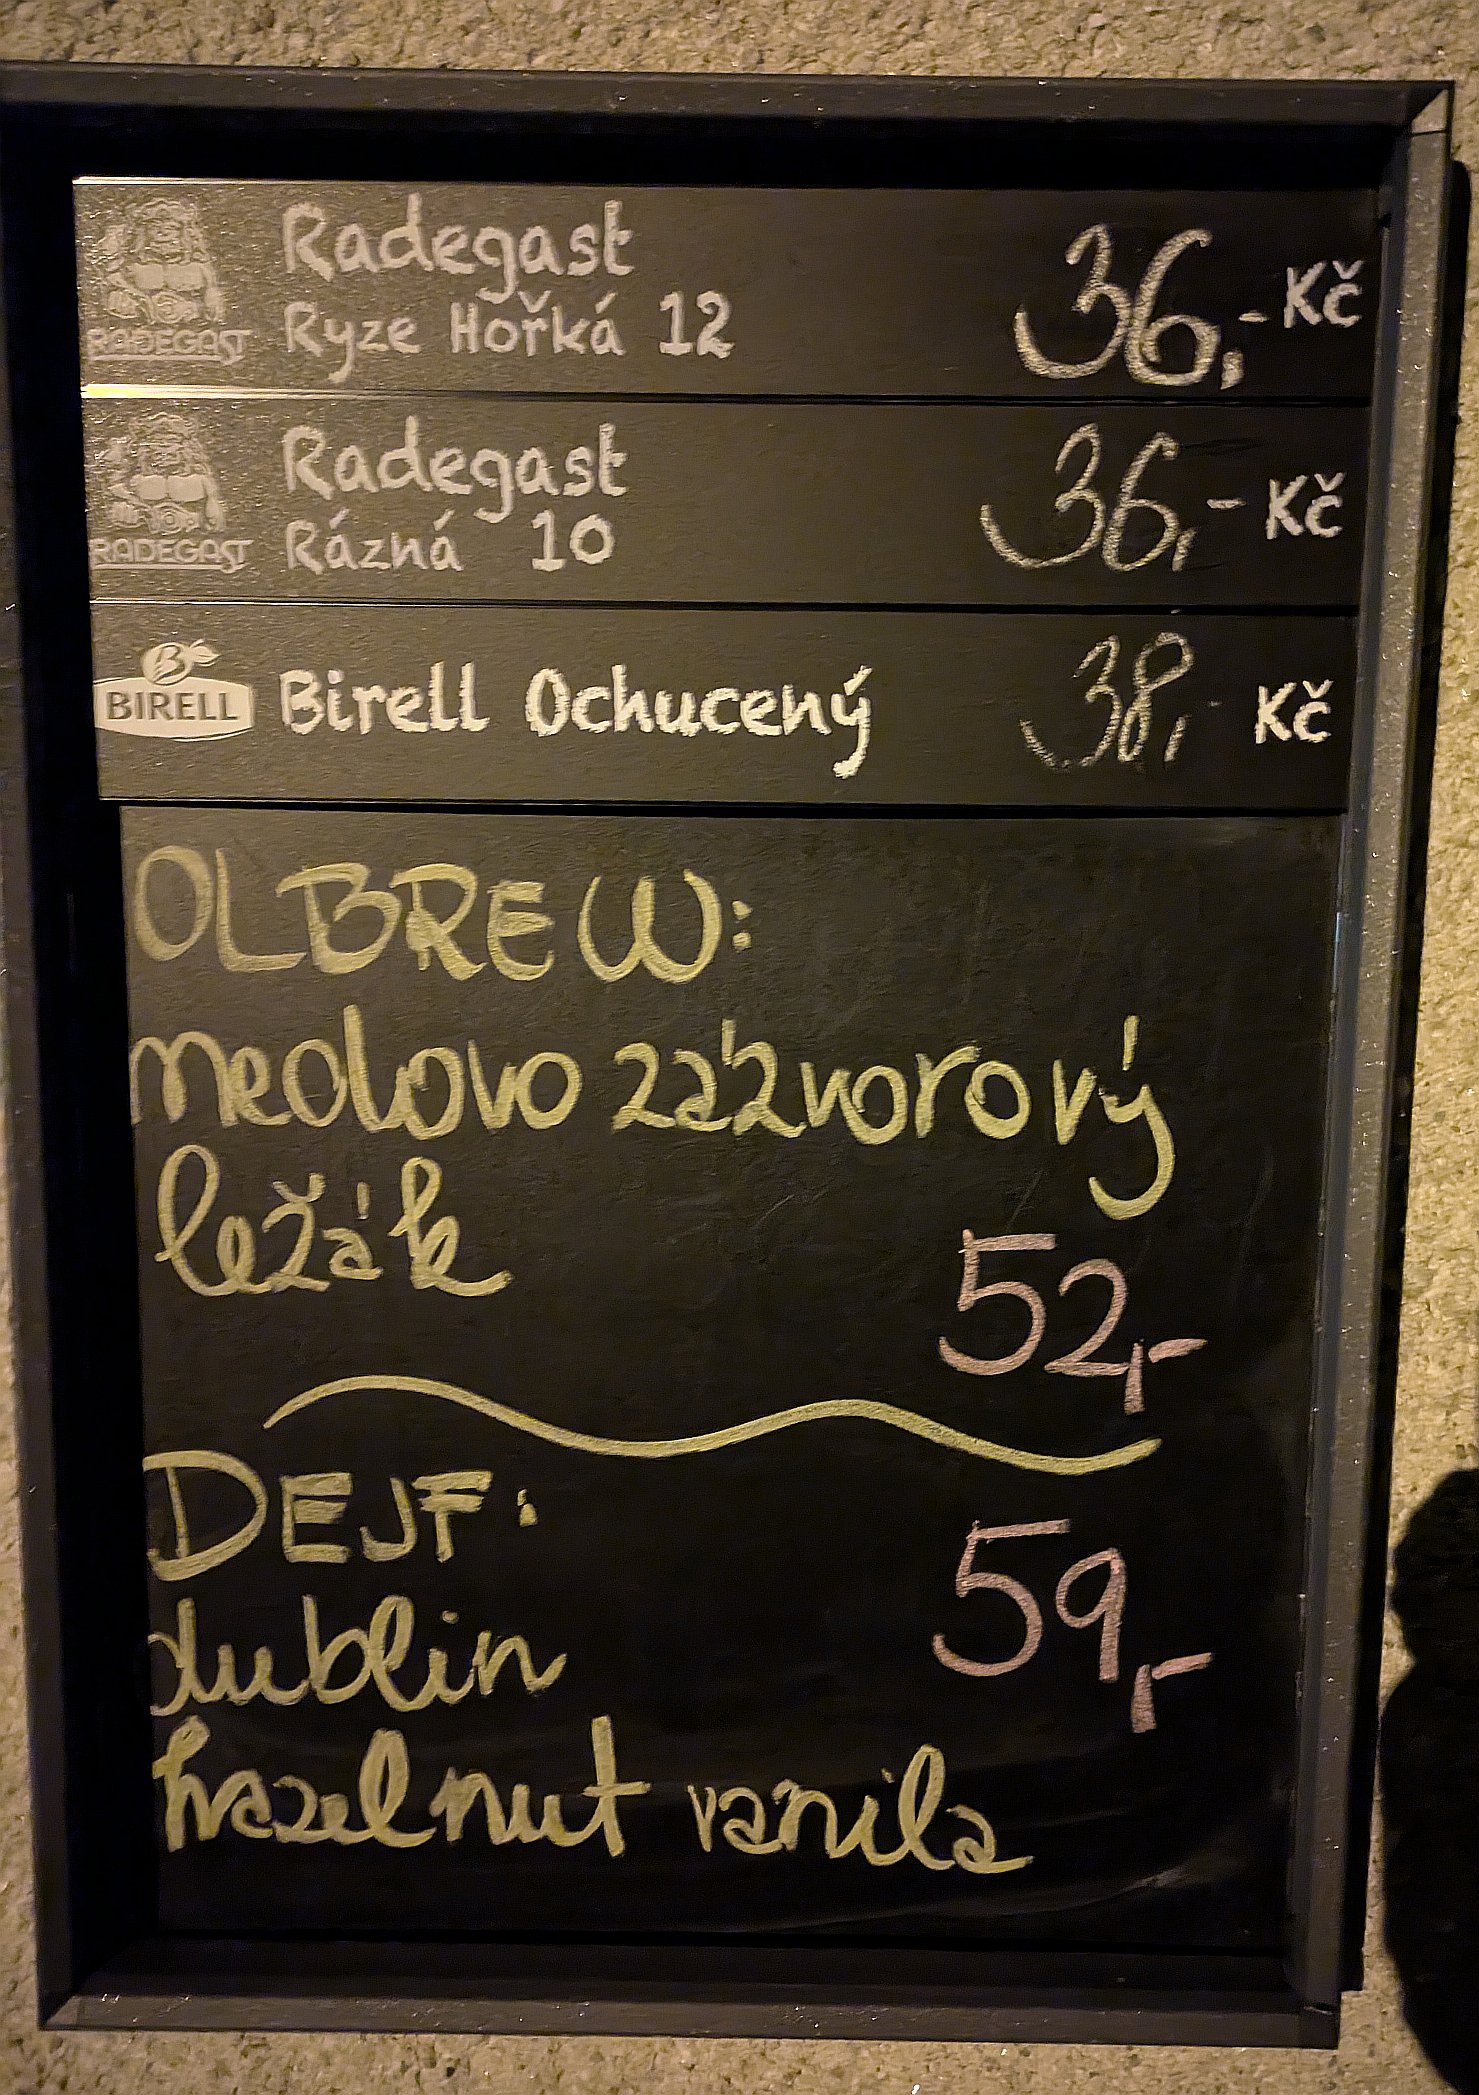 RADEGAST
Radegast
Ryze Hořká 12
36,- Kč
RADEGAST
Radegast
Rázná 10
36,- Kč
B
BIRELL
Birell Ochucený
38,- Kč
OLBREW:
medovo zázvorový
ležák
52,-
DEJF:
59,-
dublin
hazelnut vanila